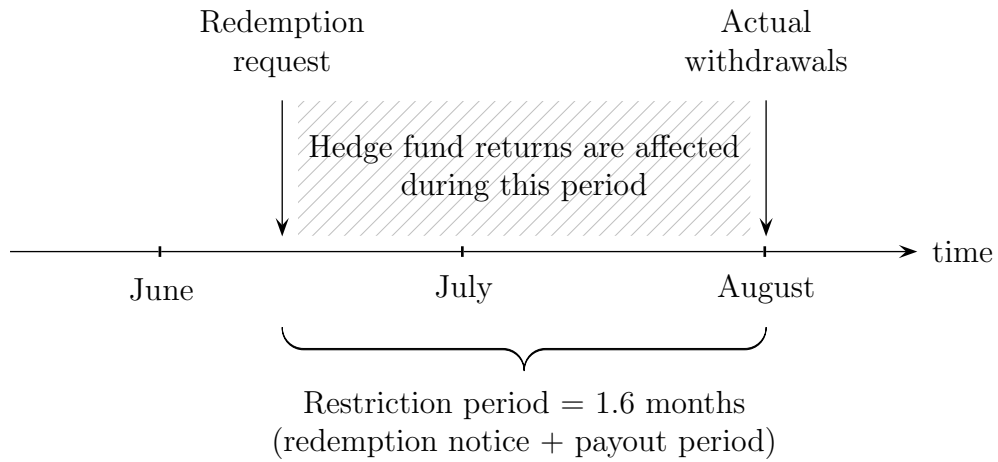 Redemption
request
Actual
withdrawals
Hedge fund returns are affected
during this period
time
June
July
August
Restriction period = 1.6 months
(redemption notice + payout period)